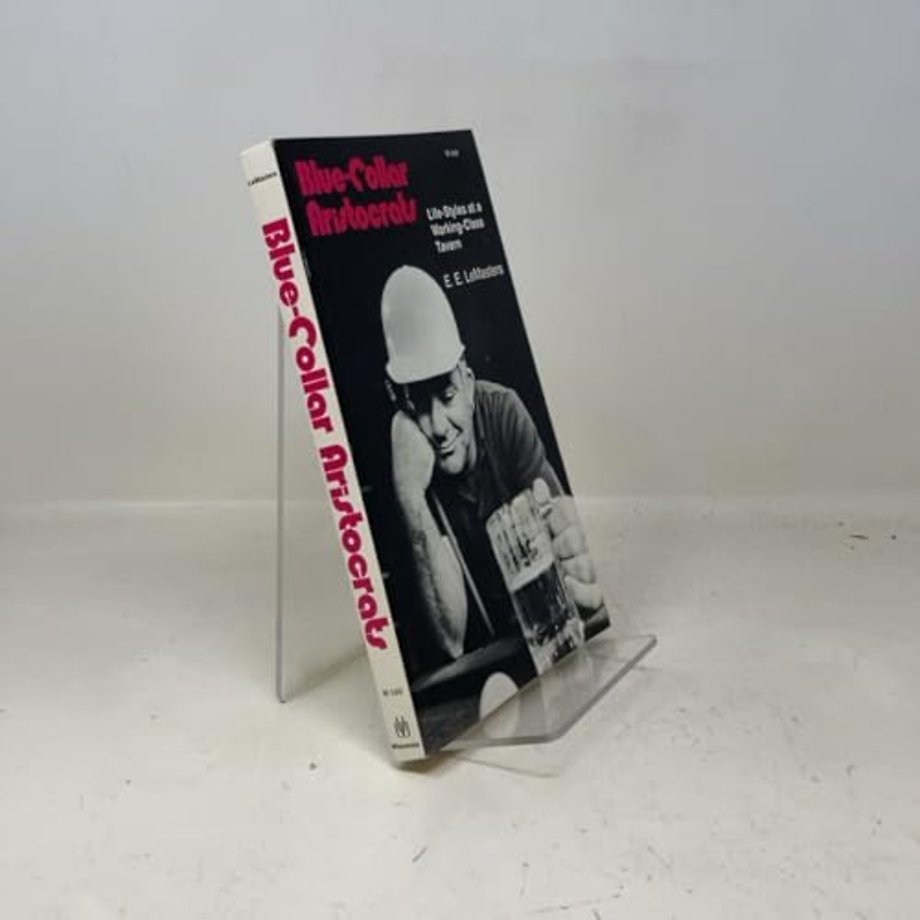 LeMasters
Blue-Collar Aristocrats
Wisconsin
Blue-Collar
Aristocrats
Life-Styles at a
Working-Class
Tavern
E. E. LeMasters